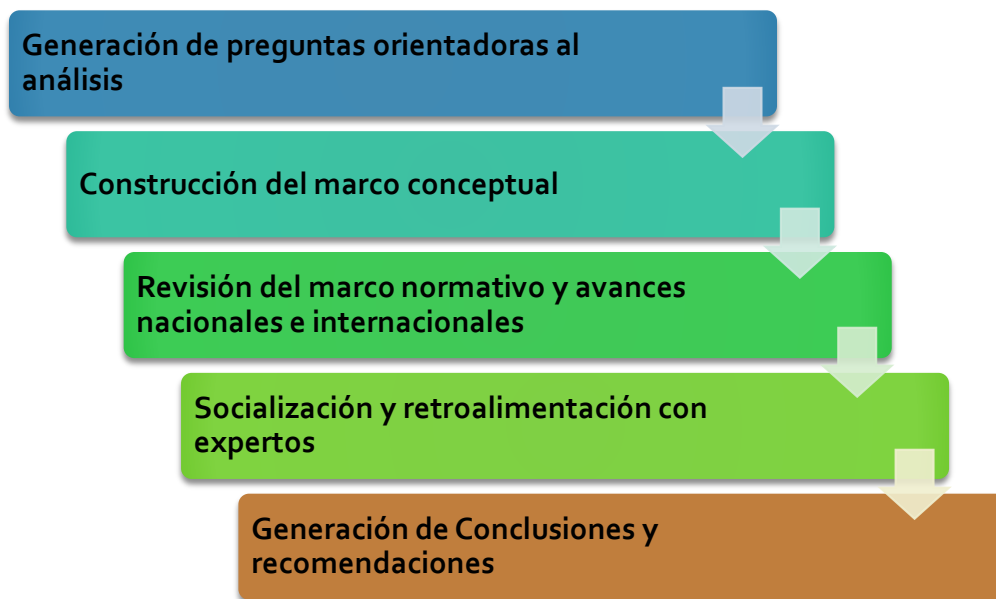 Generación de preguntas orientadoras al
análisis
Construcción del marco conceptual
Revisión del marco normativo y avances
nacionales e internacionales
Socialización y retroalimentación con
expertos
Generación de Conclusiones y
recomendaciones